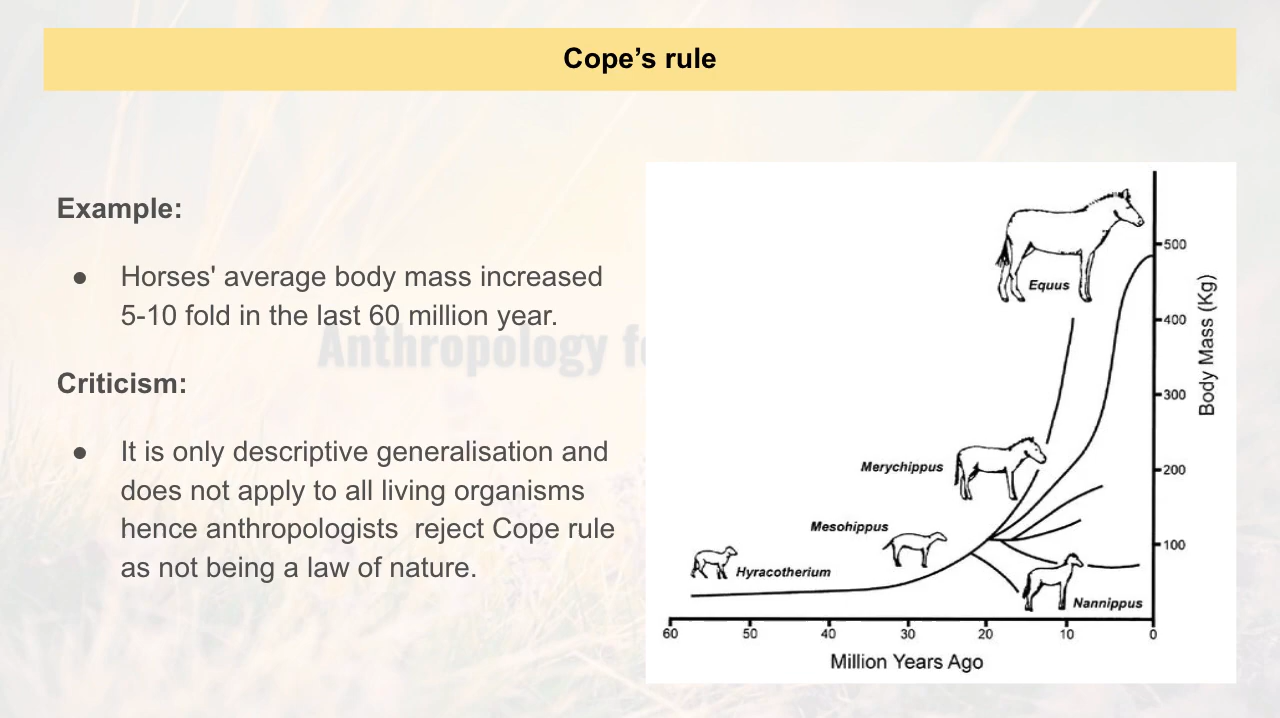 Cope’s rule
Example:
● Horses' average body mass increased
5-10 fold in the last 60 million year.
Anthropology
Criticism:
● It is only descriptive generalisation and
does not apply to all living organisms
hence anthropologists  reject Cope rule
as not being a law of nature.
Equus
Merychippus
Mesohippus
Hyracotherium
Nannippus
500
400
300
200
100
Body Mass (Kg)
60 50 40 30 20 10 0
Million Years Ago